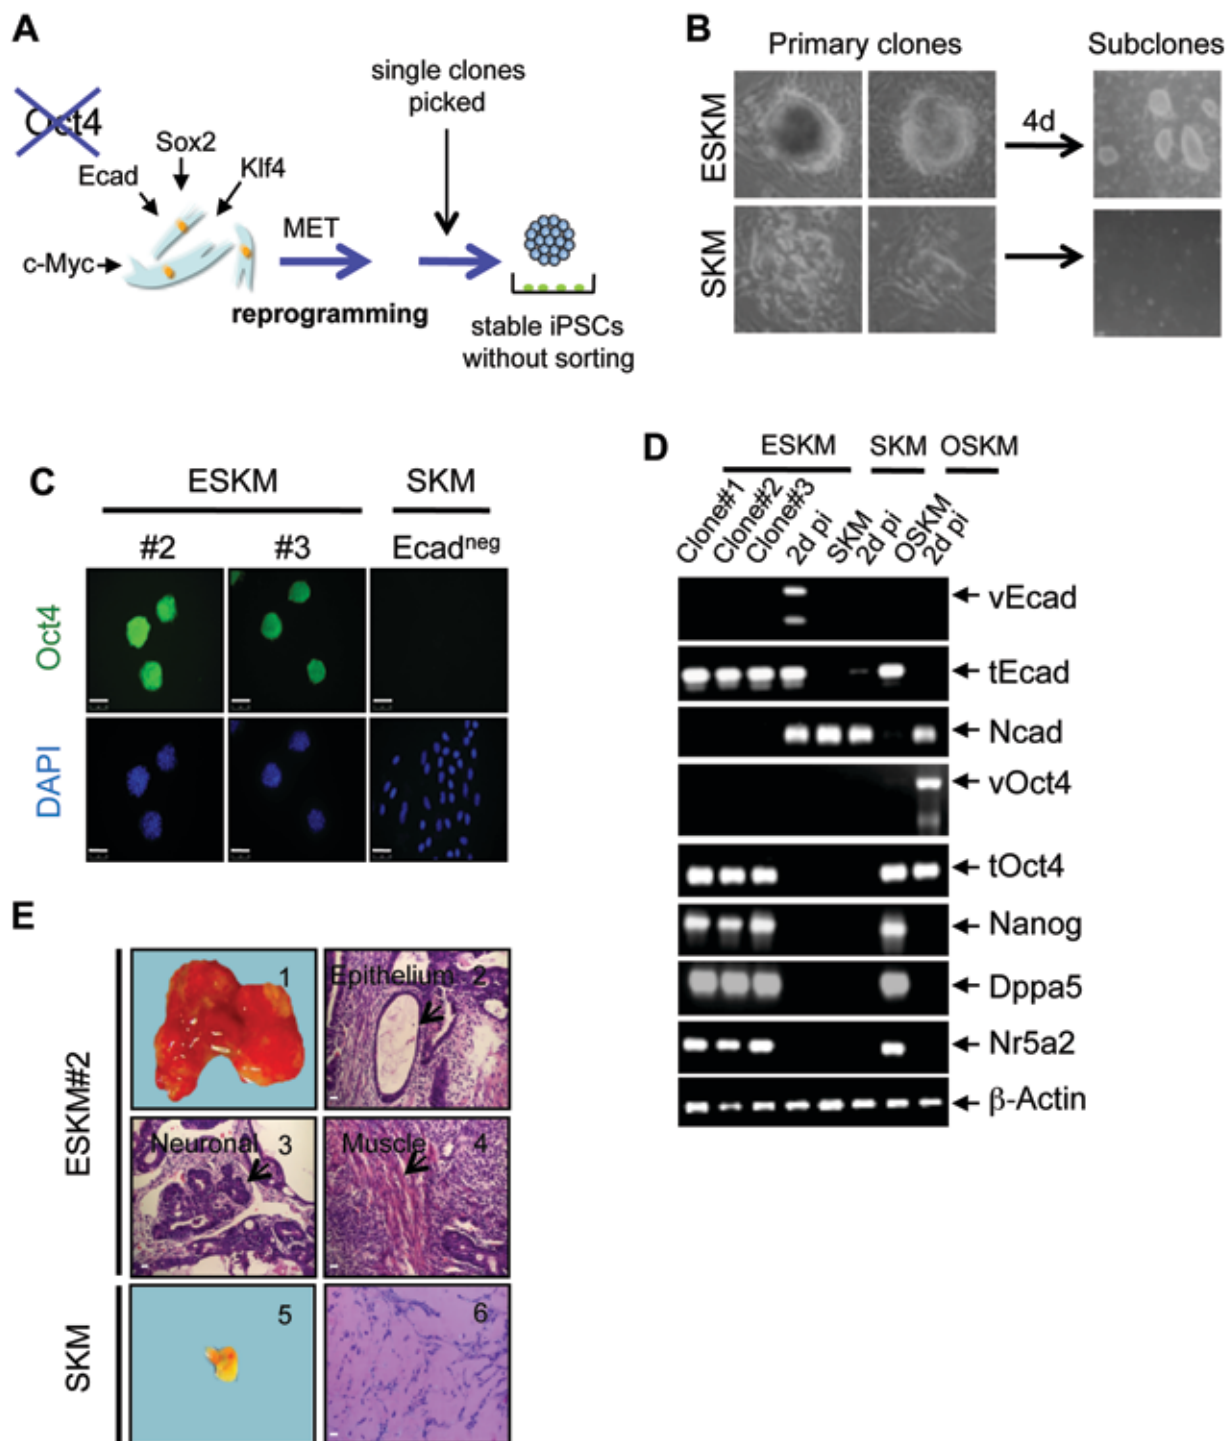 A
Oct4
Sox2
Ecad
Klf4
c-Myc
MET
reprogramming
single clones
picked
stable iPSCs
without sorting
B
Primary clones
Subclones
ESKM
4d
SKM
C
ESKM
SKM
#2
#3
Ecadneg
Oct4
DAPI
D
ESKM
SKM
OSKM
Clone#1
Clone#2
Clone#3
2d pi
SKM
2d pi
OSKM
2d pi
vEcad
tEcad
Ncad
vOct4
tOct4
Nanog
Dppa5
Nr5a2
β-Actin
E
ESKM#2
1
Epithelium 2
Neuronal 3
Muscle 4
SKM
5
6